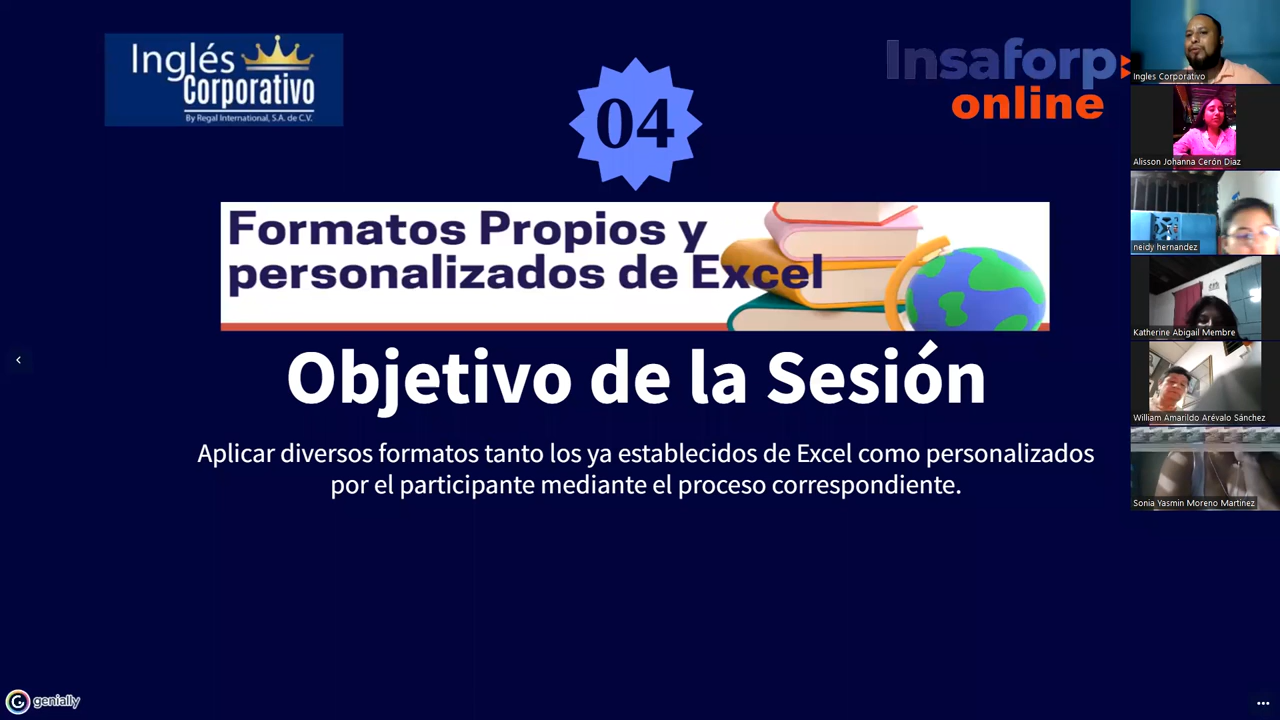 Inglés
Corporativo
By Regal International, S.A. de C.V.
04
Insaforp
online
Formatos Propios y
personalizados de Excel
Objetivo de la Sesión
Aplicar diversos formatos tanto los ya establecidos de Excel como personalizados
por el participante mediante el proceso correspondiente.
genially
Ingles Corporativo
Alisson Johanna Cerón Díaz
neidy hernandez
Katherine Abigail Membre
William Amarildo Arévalo Sánchez
Sonia Yasmin Moreno Martinez